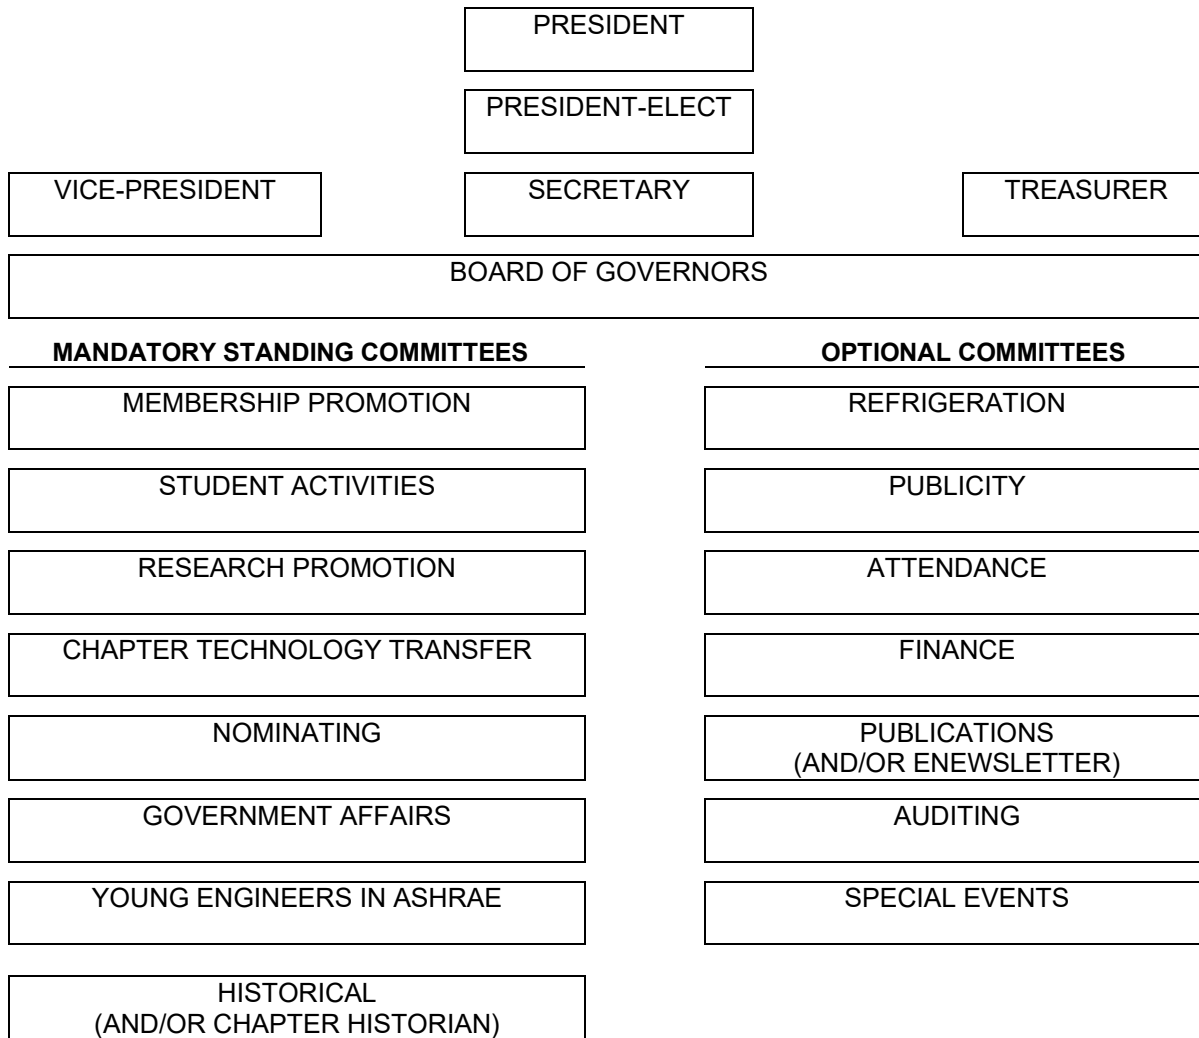 PRESIDENT
PRESIDENT-ELECT
VICE-PRESIDENT
SECRETARY
TREASURER
BOARD OF GOVERNORS
MANDATORY STANDING COMMITTEES
OPTIONAL COMMITTEES
MEMBERSHIP PROMOTION
REFRIGERATION
STUDENT ACTIVITIES
PUBLICITY
RESEARCH PROMOTION
ATTENDANCE
CHAPTER TECHNOLOGY TRANSFER
FINANCE
NOMINATING
PUBLICATIONS
(AND/OR ENEWSLETTER)
GOVERNMENT AFFAIRS
AUDITING
YOUNG ENGINEERS IN ASHRAE
SPECIAL EVENTS
HISTORICAL
(AND/OR CHAPTER HISTORIAN)